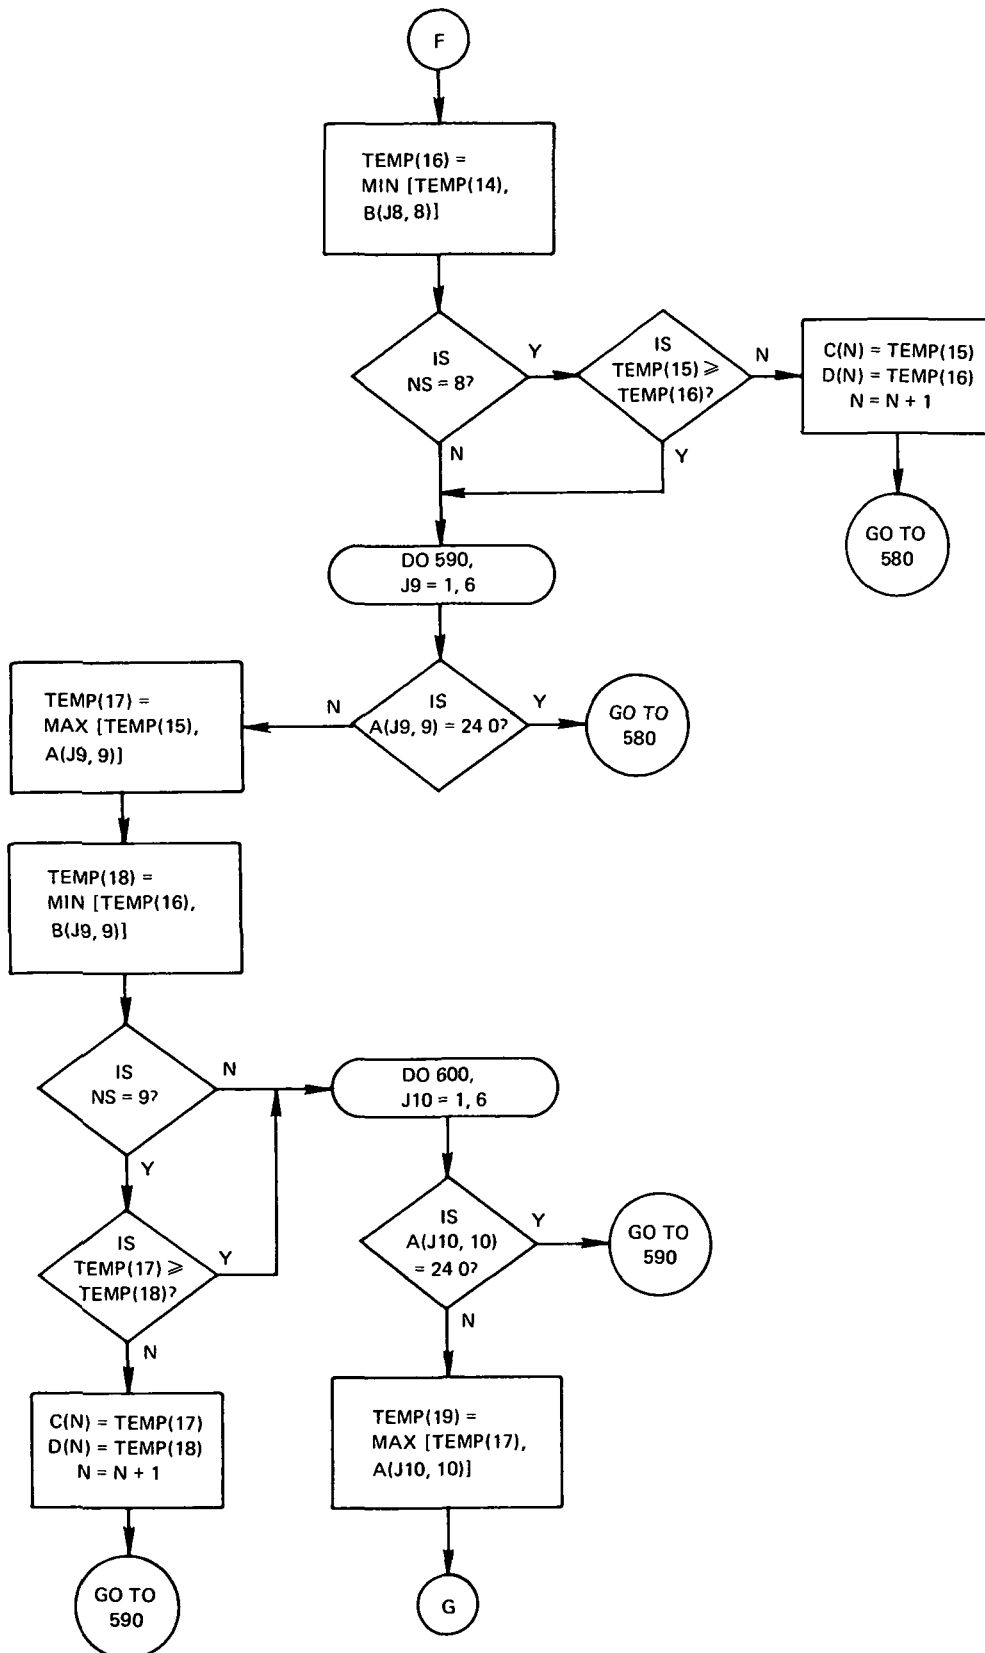 F
TEMP(16) =
MIN [TEMP(14),
B(J8, 8)]
IS
NS = 8?
Y
N
IS
TEMP(15) ⩾
TEMP(16)?
N
Y
C(N) = TEMP(15)
D(N) = TEMP(16)
N = N + 1
GO TO
580
DO 590,
J9 = 1, 6
IS
A(J9, 9) = 24 0?
N
Y
GO TO
580
TEMP(17) =
MAX [TEMP(15),
A(J9, 9)]
TEMP(18) =
MIN [TEMP(16),
B(J9, 9)]
IS
NS = 9?
N
Y
IS
TEMP(17) ⩾
TEMP(18)?
Y
N
C(N) = TEMP(17)
D(N) = TEMP(18)
N = N + 1
GO TO
590
DO 600,
J10 = 1, 6
IS
A(J10, 10)
= 24 0?
Y
N
GO TO
590
TEMP(19) =
MAX [TEMP(17),
A(J10, 10)]
G